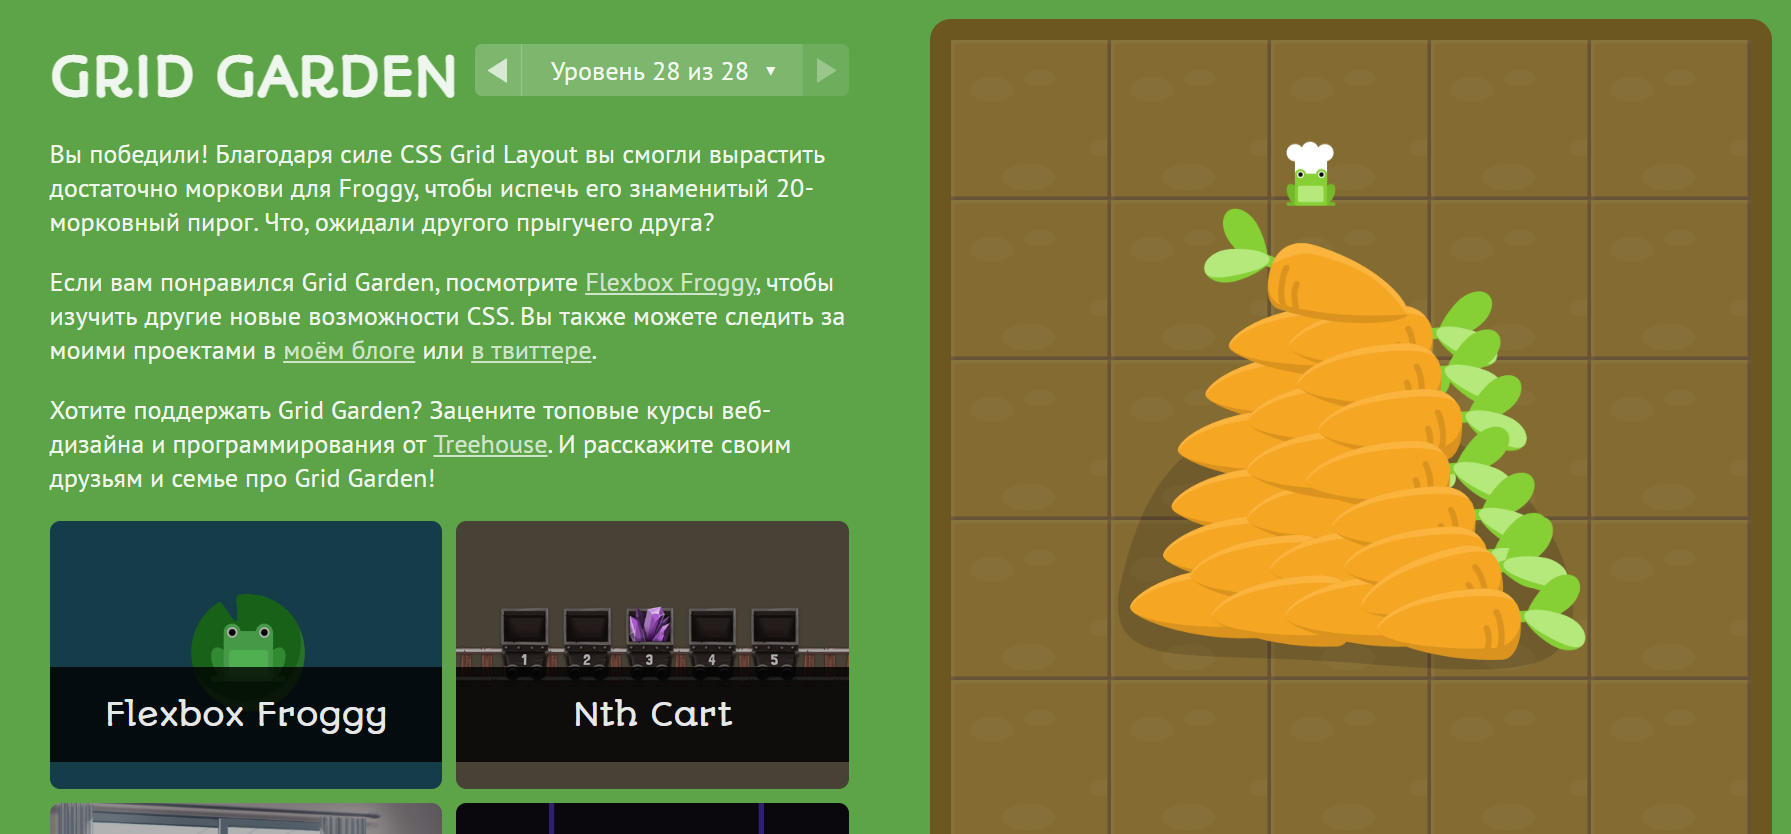 GRID GARDEN
Уровень 28 из 28 ▼
Вы победили! Благодаря силе CSS Grid Layout вы смогли вырастить
достаточно моркови для Froggy, чтобы испечь его знаменитый 20-
морковный пирог. Что, ожидали другого прыгучего друга?
Если вам понравился Grid Garden, посмотрите Flexbox Froggy, чтобы
изучить другие новые возможности CSS. Вы также можете следить за
моими проектами в моём блоге или в твиттере.
Хотите поддержать Grid Garden? Зацените топовые курсы веб-
дизайна и программирования от Treehouse. И расскажите своим
друзьям и семье про Grid Garden!
1 2 3 4 5
Flexbox Froggy
Nth Cart